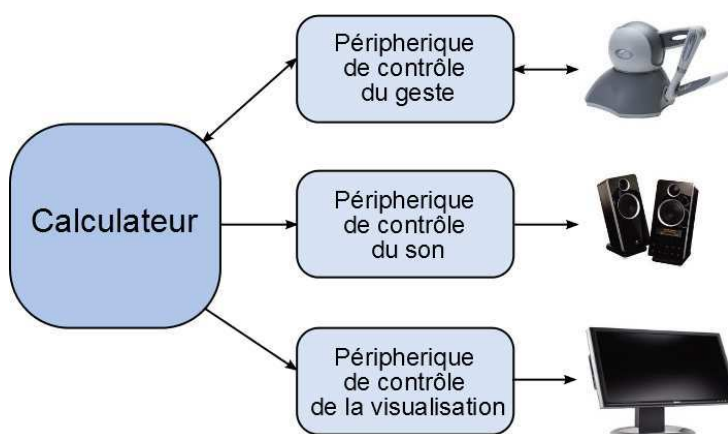 Péripherique
de contrôle
du geste
Calculateur
Péripherique
de contrôle
du son
Péripherique
de contrôle
de la visualisation